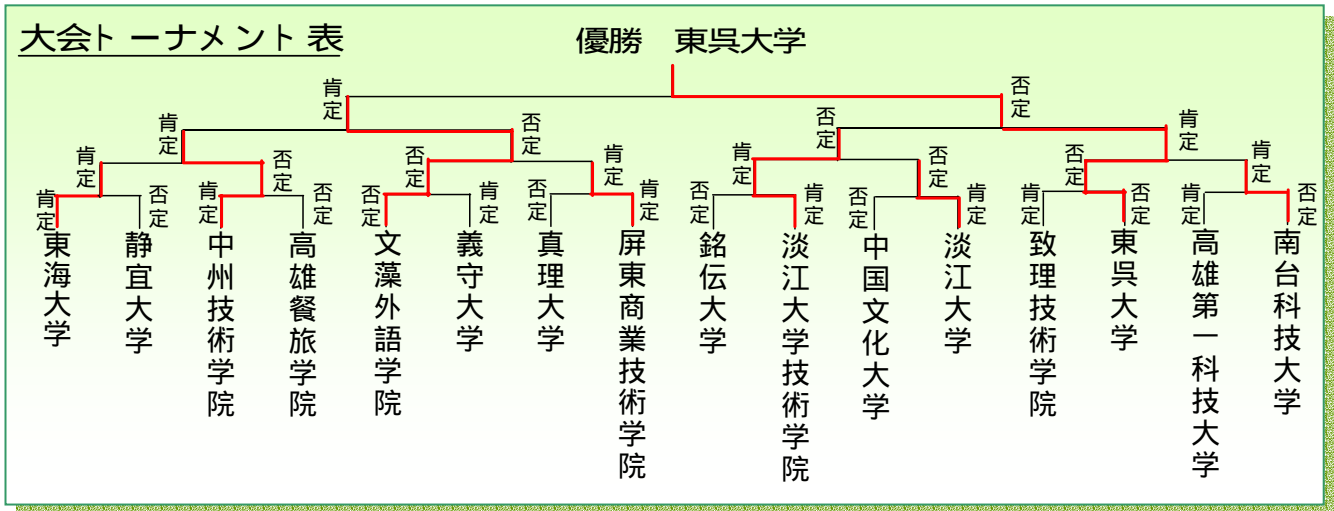 大会トーナメント表
優勝 東呉大学
肯定
否定
肯定
否定
否定
肯定
肯定
否定
否定
肯定
肯定
否定
否定
肯定
肯定
否定
肯定
否定
否定
肯定
否定
肯定
否定
肯定
否定
肯定
肯定
否定
肯定
否定
東海大学
静宜大学
中州技術学院
高雄餐旅学院
文藻外語学院
義守大学
真理大学
屏東商業技術学院
銘伝大学
淡江大学技術学院
中国文化大学
淡江大学
致理技術学院
東呉大学
高雄第一科技大学
南台科技大学